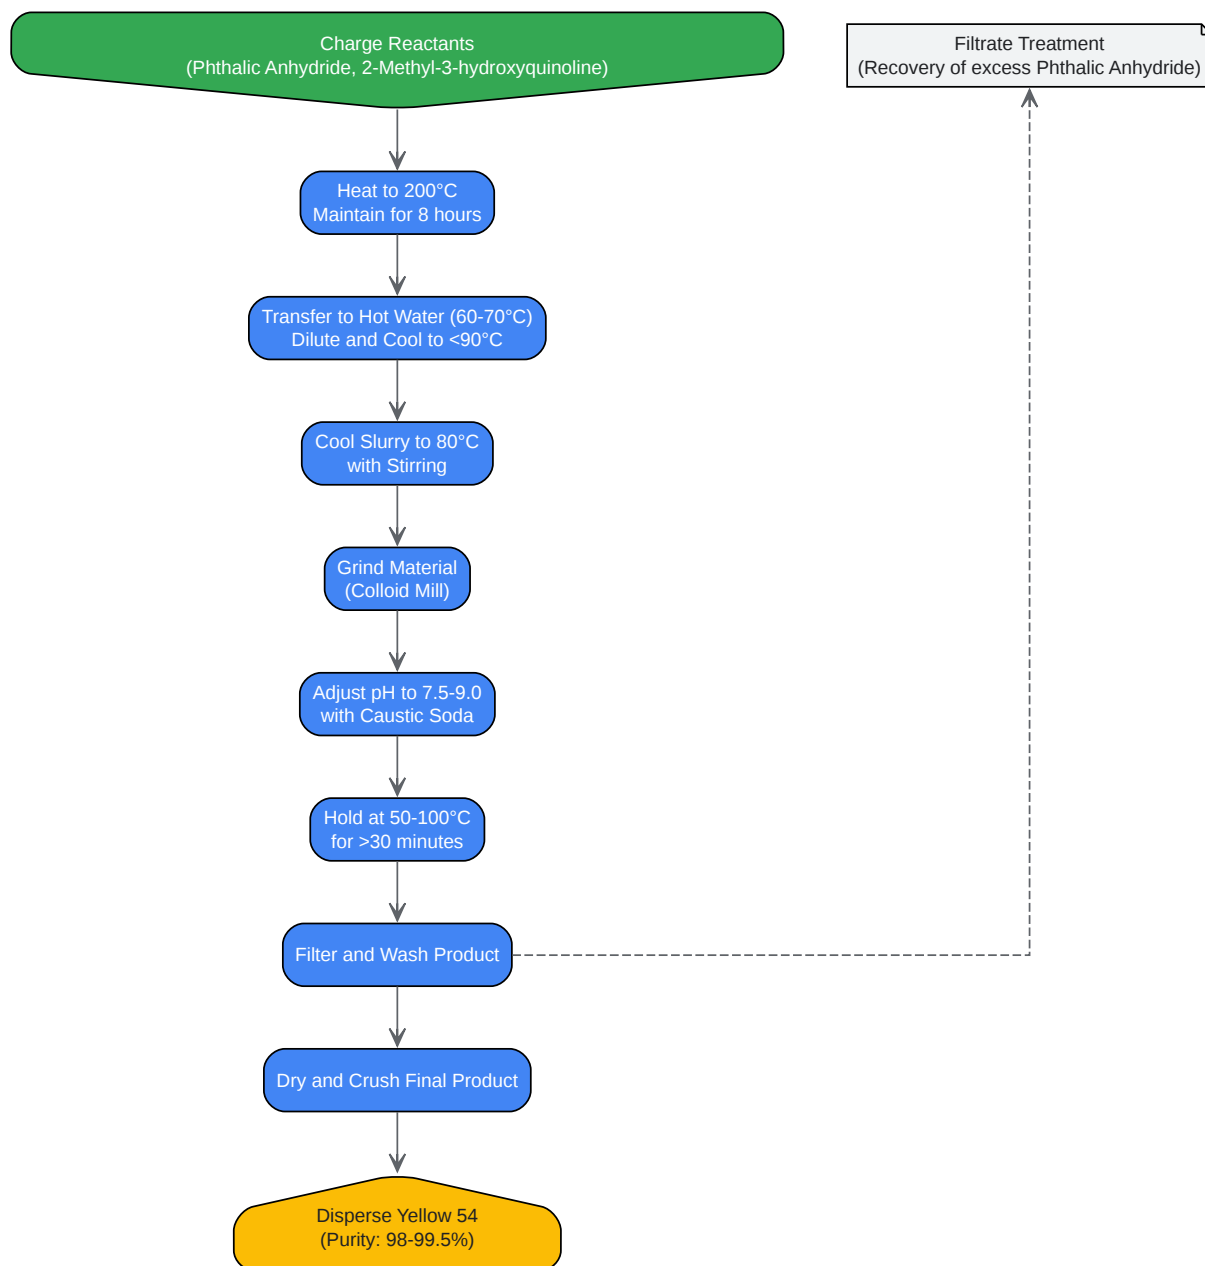 Charge Reactants
(Phthalic Anhydride, 2-Methyl-3-hydroxyquinoline)
Filtrate Treatment
(Recovery of excess Phthalic Anhydride)
Heat to 200°C
Maintain for 8 hours
Transfer to Hot Water (60-70°C)
Dilute and Cool to <90°C
Cool Slurry to 80°C
with Stirring
Grind Material
(Colloid Mill)
Adjust pH to 7.5-9.0
with Caustic Soda
Hold at 50-100°C
for >30 minutes
Filter and Wash Product
Dry and Crush Final Product
Disperse Yellow 54
(Purity: 98-99.5%)